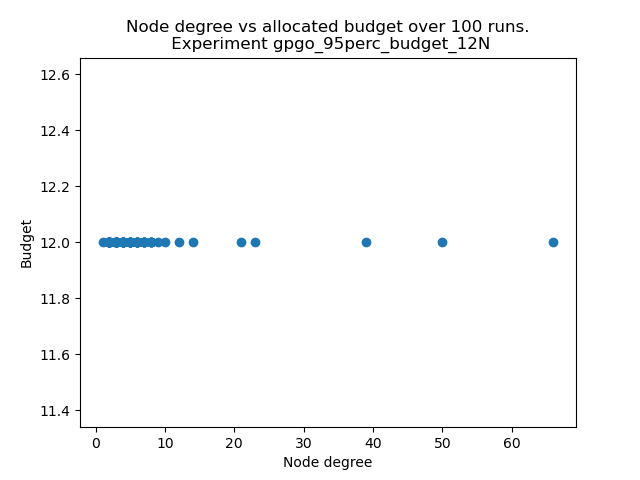 Node degree vs allocated budget over 100 runs.
Experiment gpgo_95perc_budget_12N
12.6
12.4
12.2
12.0
11.8
11.6
11.4
Budget
0 10 20 30 40 50 60
Node degree